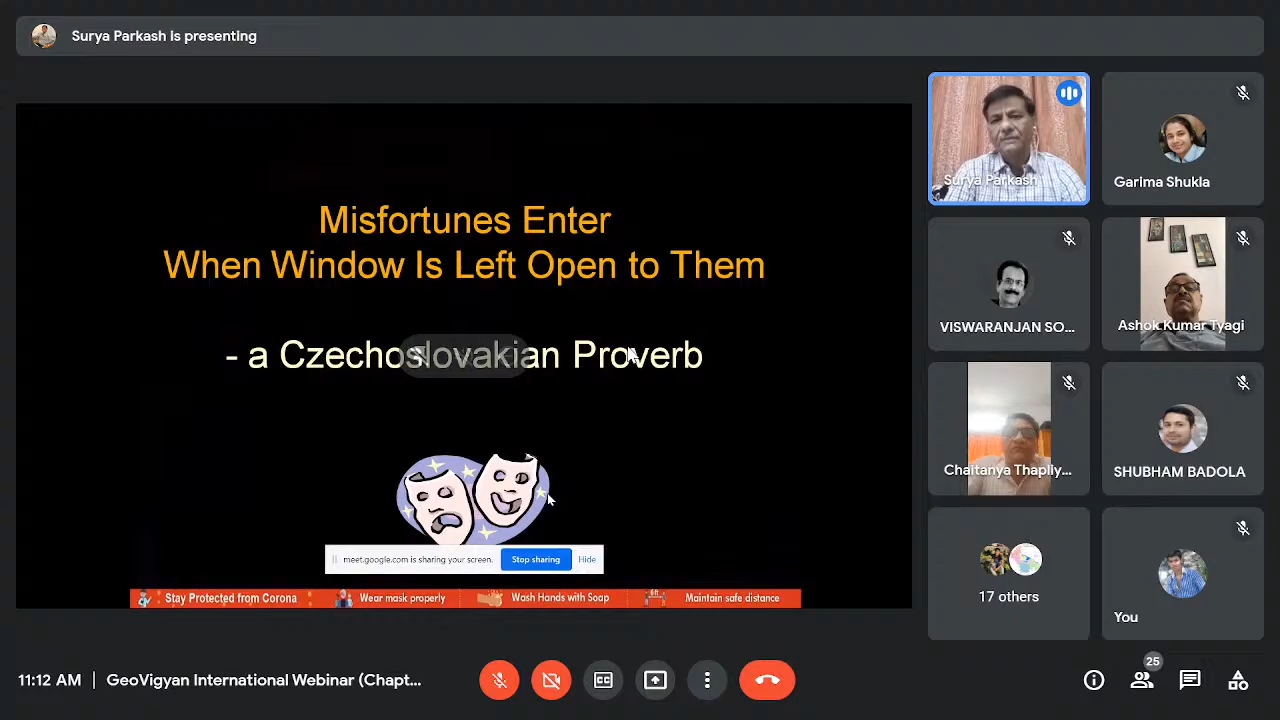 Surya Parkash is presenting
Misfortunes Enter
When Window Is Left Open to Them
- a Czechoslovakian Proverb
meet.google.com is sharing your screen.
Stop sharing
Hide
Stay Protected from Corona
Wear mask properly
Wash Hands with Soap
6ft
Maintain safe distance
Surya Parkash
Garima Shukla
VISWARANJAN SO...
Ashok Kumar Tyagi
Chaitanya Thapliy...
SHUBHAM BADOLA
17 others
You
11:12 AM | GeoVigyan International Webinar (Chapt...
25